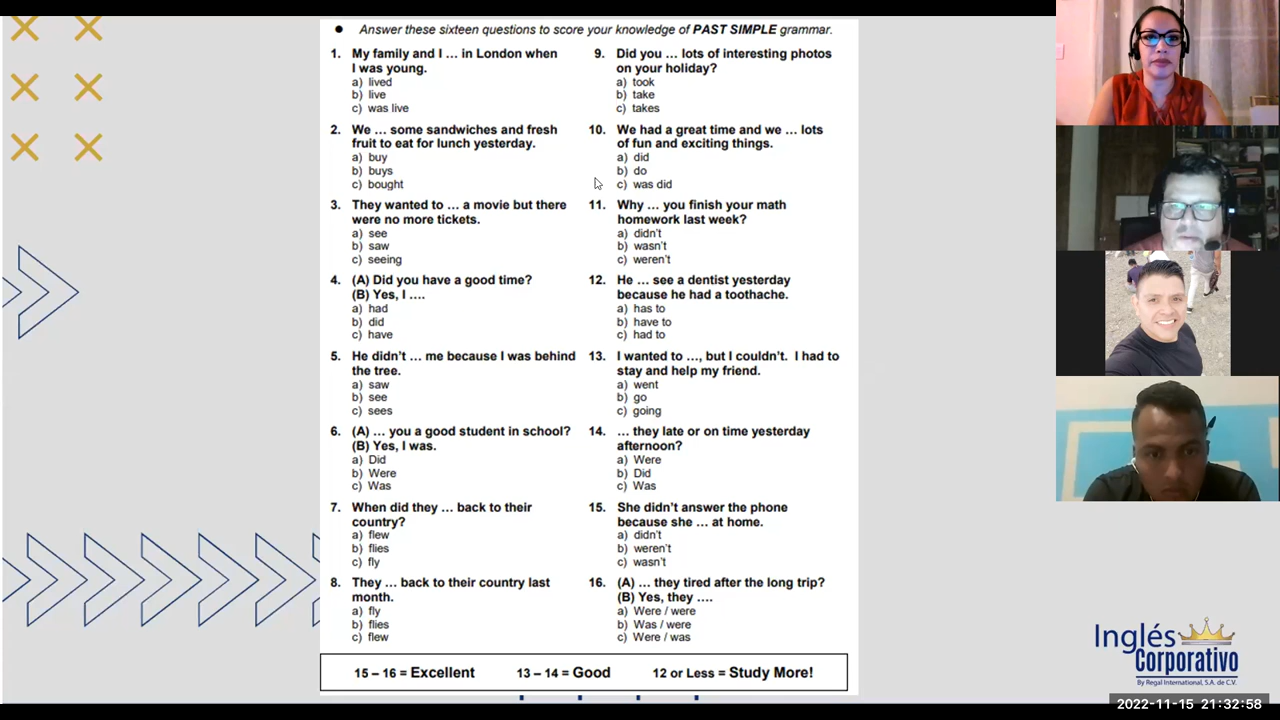 ● Answer these sixteen questions to score your knowledge of PAST SIMPLE grammar.
1. My family and I … in London when
I was young.
a) lived
b) live
c) was live
2. We … some sandwiches and fresh
fruit to eat for lunch yesterday.
a) buy
b) buys
c) bought
3. They wanted to … a movie but there
were no more tickets.
a) see
b) saw
c) seeing
4. (A) Did you have a good time?
(B) Yes, I ….
a) had
b) did
c) have
5. He didn't … me because I was behind
the tree.
a) saw
b) see
c) sees
6. (A) … you a good student in school?
(B) Yes, I was.
a) Did
b) Were
c) Was
7. When did they … back to their
country?
a) flew
b) flies
c) fly
8. They … back to their country last
month.
a) fly
b) flies
c) flew
9. Did you … lots of interesting photos
on your holiday?
a) took
b) take
c) takes
10. We had a great time and we … lots
of fun and exciting things.
a) did
b) do
c) was did
11. Why … you finish your math
homework last week?
a) didn't
b) wasn't
c) weren't
12. He … see a dentist yesterday
because he had a toothache.
a) has to
b) have to
c) had to
13. I wanted to …, but I couldn't. I had to
stay and help my friend.
a) went
b) go
c) going
14. … they late or on time yesterday
afternoon?
a) Were
b) Did
c) Was
15. She didn't answer the phone
because she … at home.
a) didn't
b) weren't
c) wasn't
16. (A) … they tired after the long trip?
(B) Yes, they ….
a) Were / were
b) Was / were
c) Were / was
15 – 16 = Excellent 13 – 14 = Good 12 or Less = Study More!
Inglés
Corporativo
By Regal International, S.A. de C.V.
2022-11-15 21:32:58